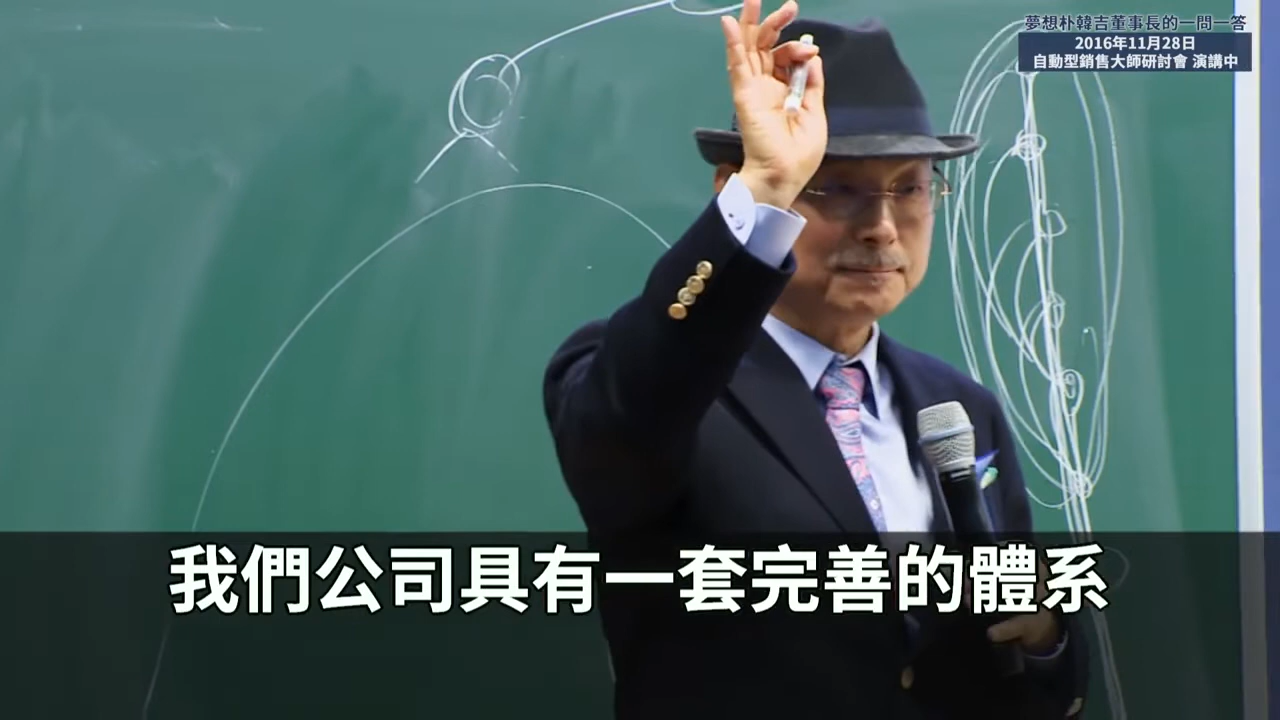 夢想朴韓吉董事長的一問一答
2016年11月28日
自動型銷售大師研討會 演講中
我們公司具有一套完善的體系